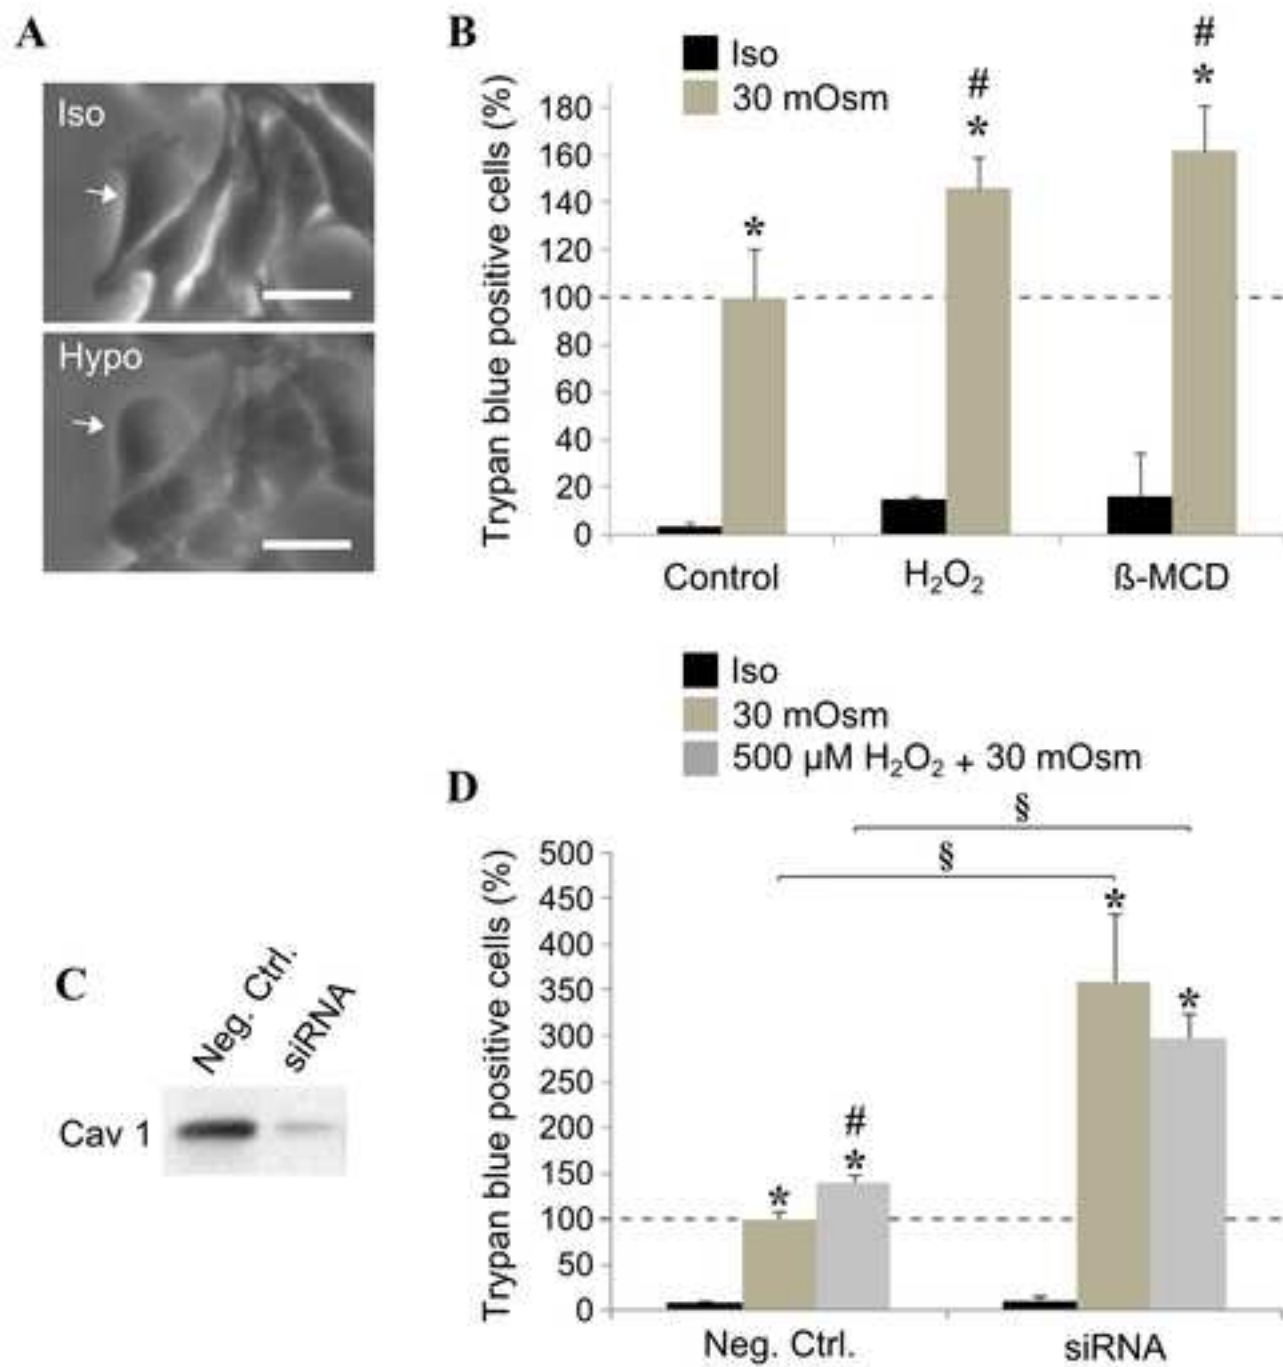 A
Iso
Hypo
B
Iso
30 mOsm
# 
*
#
*
*
Trypan blue positive cells (%)
180
160
140
120
100
80
60
40
20
0
Control
H₂O₂
ß-MCD
C
Neg. Ctrl.
siRNA
Cav 1
Iso
30 mOsm
500 µM H₂O₂ + 30 mOsm
D
§
§
*
*
#
*
*
Trypan blue positive cells (%)
500
450
400
350
300
250
200
150
100
50
0
Neg. Ctrl.
siRNA